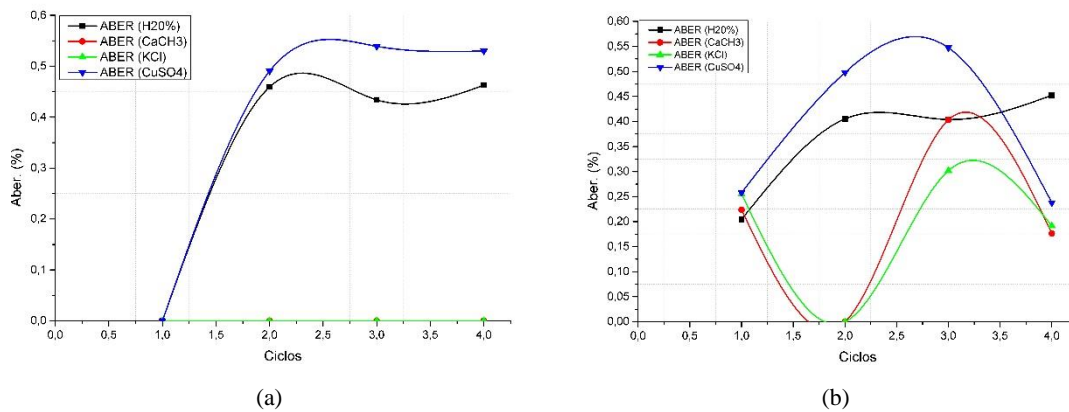 ABER (H20%)
ABER (CaCH3)
ABER (KCl)
ABER (CuSO4)
Aber. (%)
0,6
0,5
0,4
0,3
0,2
0,1
0,0
0,0 0,5 1,0 1,5 2,0 2,5 3,0 3,5 4,0
Ciclos
(a)
ABER (H20%)
ABER (CaCH3)
ABER (KCl)
ABER (CuSO4)
Aber. (%)
0,60
0,55
0,50
0,45
0,40
0,35
0,30
0,25
0,20
0,15
0,10
0,05
0,00
0,0 0,5 1,0 1,5 2,0 2,5 3,0 3,5 4,0
Ciclos
(b)